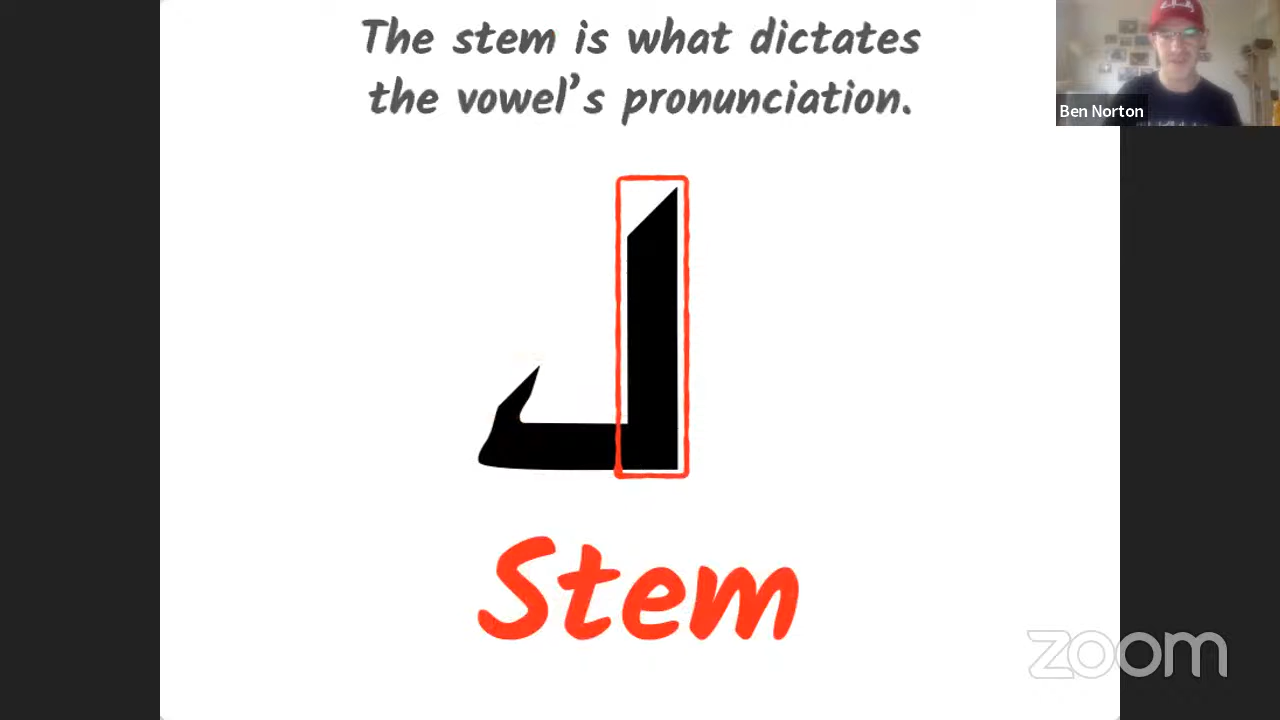 The stem is what dictates
the vowel's pronunciation.
Stem
Ben Norton
zoom